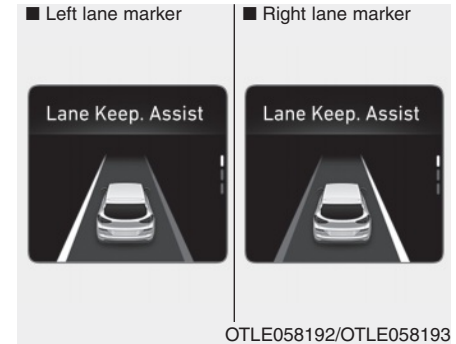 ■ Left lane marker
■ Right lane marker
Lane Keep. Assist
Lane Keep. Assist
OTLE058192/OTLE058193